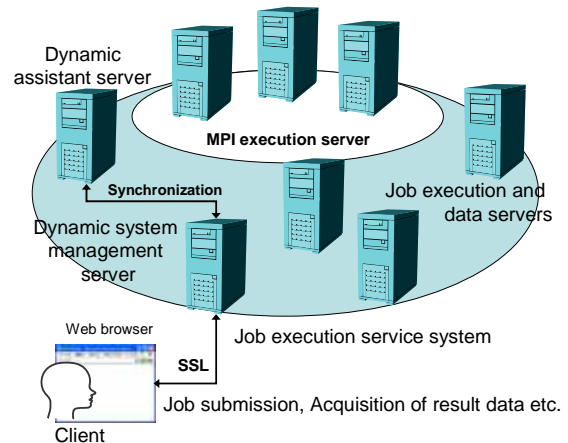 Dynamic
assistant server
MPI execution server
Synchronization
Job execution and
data servers
Dynamic system
management
server
Web browser
Job execution service system
SSL
Job submission, Acquisition of result data etc.
Client